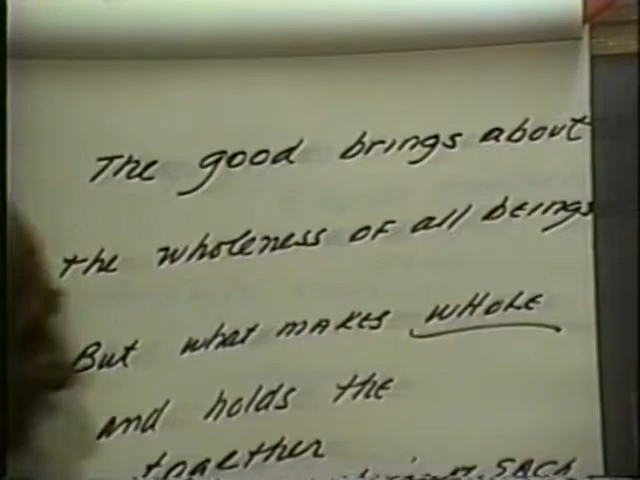 The good brings about
the wholeness of all beings
But what makes WHOLE
and holds the
together